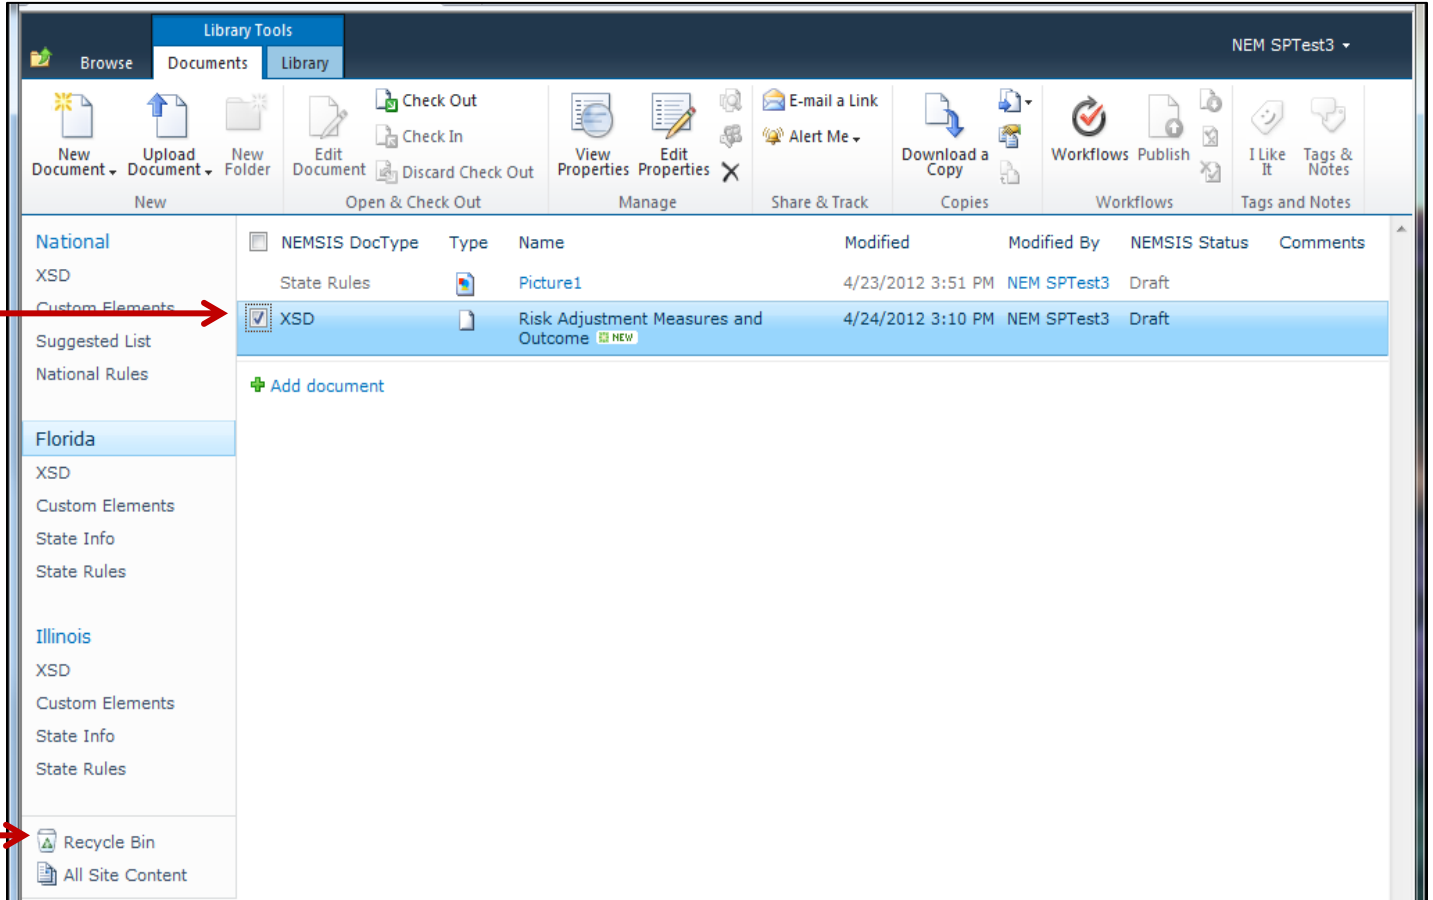 Library Tools
NEM SPTest3
Browse Documents Library
Check Out
E-mail a Link
Check In
Alert Me
New Document
Upload Document
New Folder
Edit Document
Discard Check Out
View Properties
Edit Properties
Download a Copy
Workflows
Publish
I Like It
Tags & Notes
New Open & Check Out Manage Share & Track Copies Workflows Tags and Notes
National
XSD
Custom Elements
Suggested List
National Rules
Florida
XSD
Custom Elements
State Info
State Rules
Illinois
XSD
Custom Elements
State Info
State Rules
Recycle Bin
All Site Content
NEMSIS DocType Type Name Modified Modified By NEMSIS Status Comments
State Rules Picture1 4/23/2012 3:51 PM NEM SPTest3 Draft
XSD Risk Adjustment Measures and 4/24/2012 3:10 PM NEM SPTest3 Draft
Outcome NEW
Add document